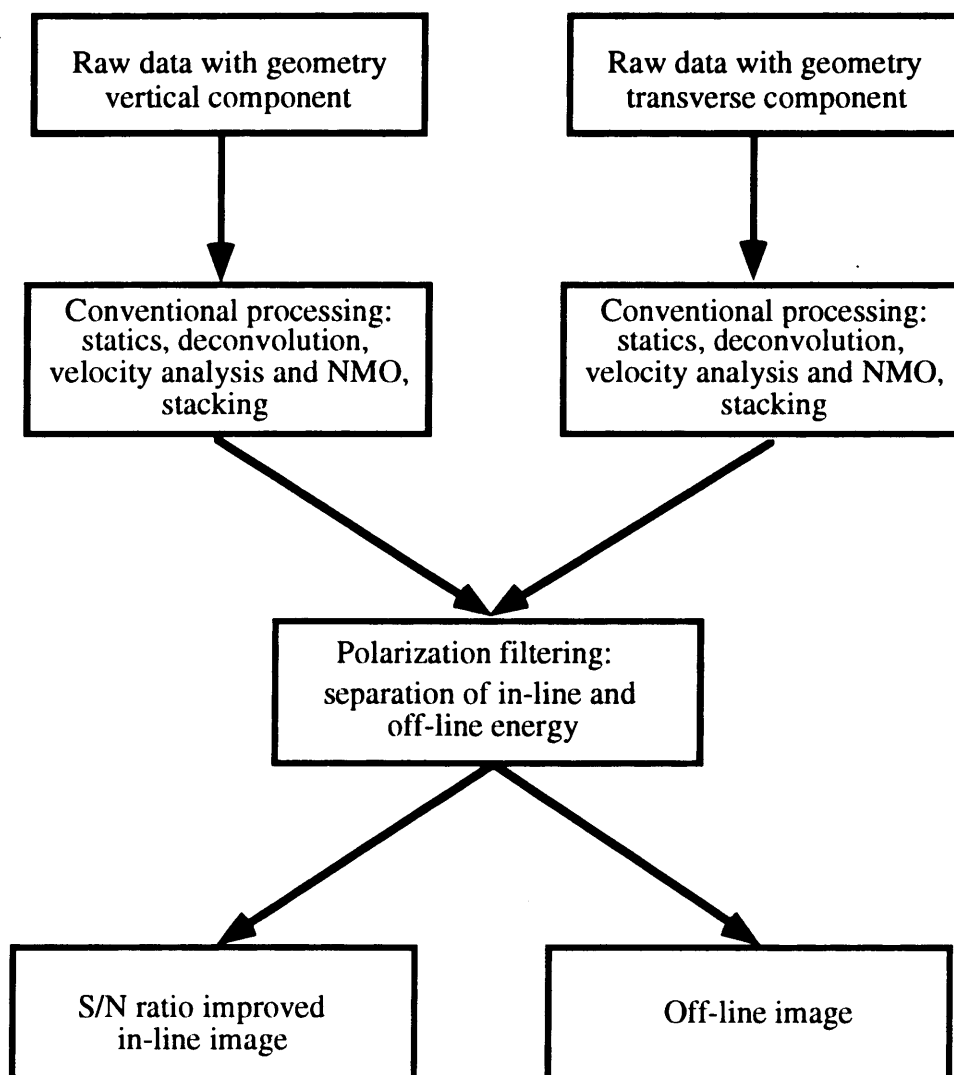 Raw data with geometry
vertical component
Raw data with geometry
transverse component
Conventional processing:
statics, deconvolution,
velocity analysis and NMO,
stacking
Conventional processing:
statics, deconvolution,
velocity analysis and NMO,
stacking
Polarization filtering:
separation of in-line and
off-line energy
S/N ratio improved
in-line image
Off-line image